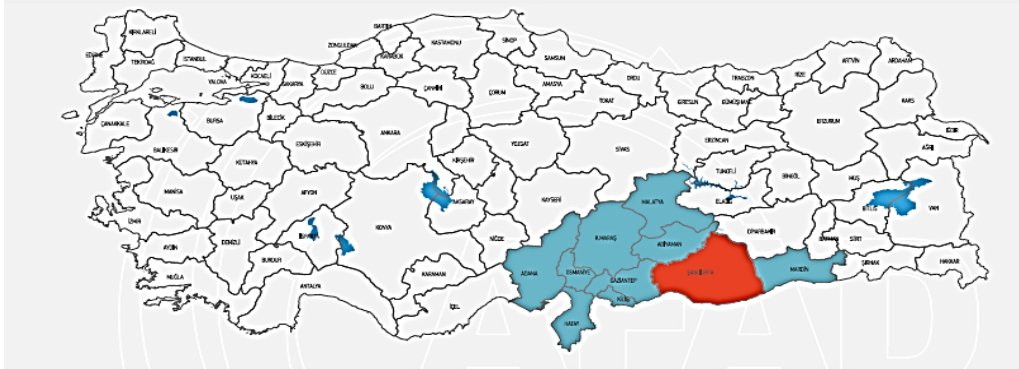 KIRKLARELİ
EDİRNE
TEKİRDAĞ
İSTANBUL
YALOVA
KOCAELİ
SAKARYA
DÜZCE
ZONGULDAK
BARTIN
KARABÜK
KASTAMONU
SİNOP
SAMSUN
BOLU
ÇANKIRI
ÇORUM
AMASYA
ORDU
TOKAT
GİRESUN
TRABZON
GÜMÜŞHANE
RİZE
ARTVİN
ARDAHAN
KARS
IĞDIR
AĞRI
ERZURUM
ÇANAKKALE
BALIKESİR
BURSA
BİLECİK
ESKİŞEHİR
KÜTAHYA
ANKARA
KIRŞEHİR
YOZGAT
SİVAS
ERZİNCAN
TUNCELİ
BİNGÖL
MUŞ
BİTLİS
VAN
MANİSA
UŞAK
AFYON
İZMİR
AYDIN
DENİZLİ
ISPARTA
BURDUR
MUĞLA
ANTALYA
KONYA
AKSARAY
NİĞDE
KARAMAN
İÇEL
KAYSERİ
MALATYA
ELAZIĞ
K.MARAŞ
ADIYAMAN
DİYARBAKIR
BATMAN
SİİRT
ŞIRNAK
HAKKARİ
ADANA
OSMANİYE
GAZİANTEP
KİLİS
HATAY
ŞANLIURFA
MARDİN
AFAD